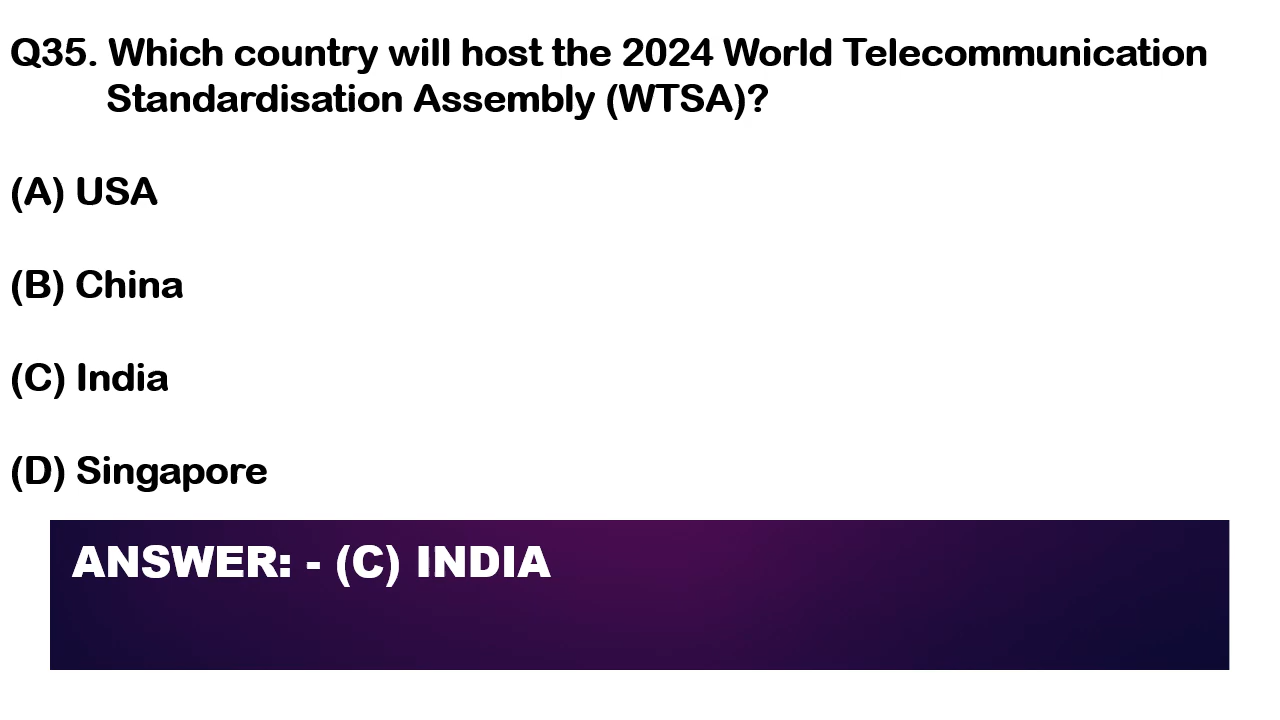 Q35. Which country will host the 2024 World Telecommunication
Standardisation Assembly (WTSA)?
(A) USA
(B) China
(C) India
(D) Singapore
ANSWER: - (C) INDIA